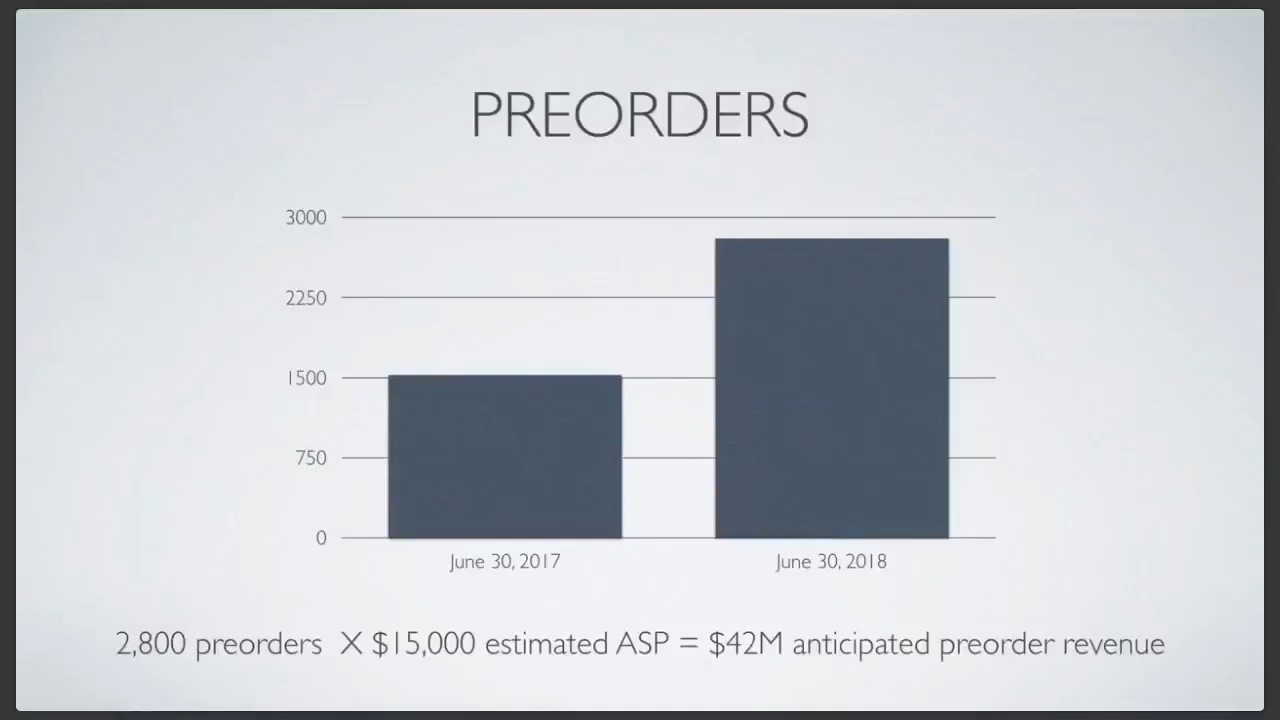 PREORDERS
3000
2250
1500
750
0
June 30, 2017
June 30, 2018
2,800 preorders X $15,000 estimated ASP = $42M anticipated preorder revenue